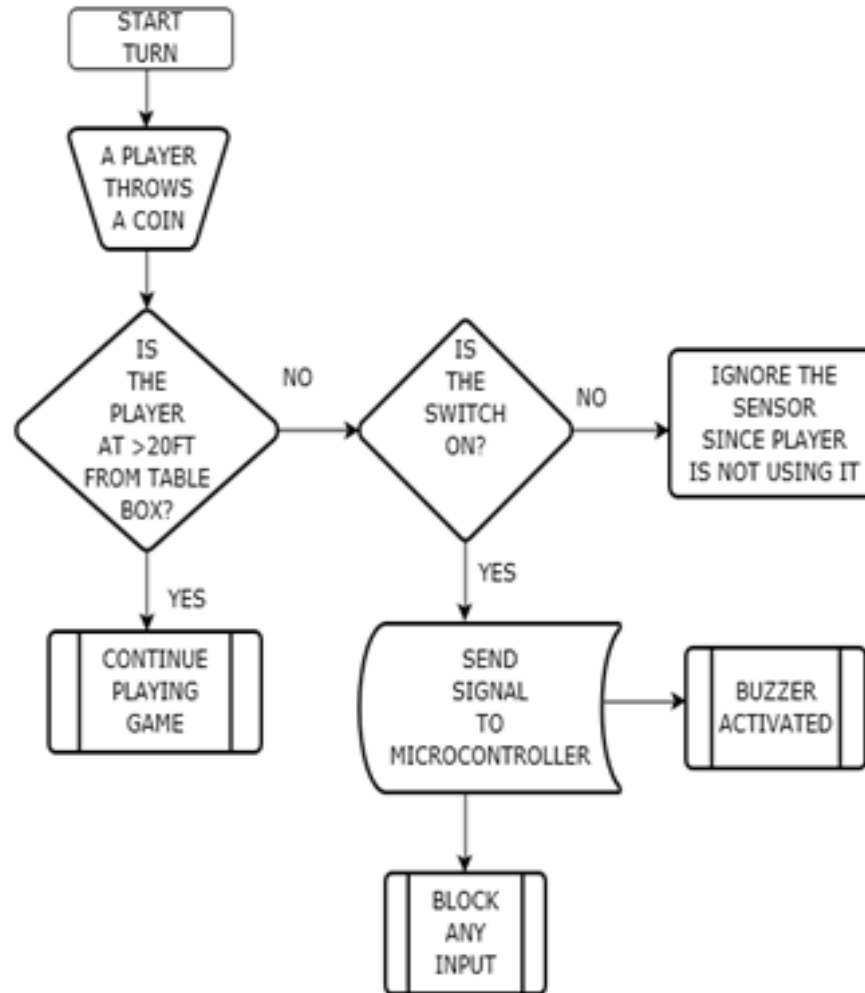 START
TURN
A PLAYER
THROWS
A COIN
IS
THE
PLAYER
AT >20FT
FROM TABLE
BOX?
NO
IS
THE
SWITCH
ON?
NO
IGNORE THE
SENSOR
SINCE PLAYER
IS NOT USING IT
YES
CONTINUE
PLAYING
GAME
YES
SEND
SIGNAL
TO
MICROCONTROLLER
BUZZER
ACTIVATED
BLOCK
ANY
INPUT